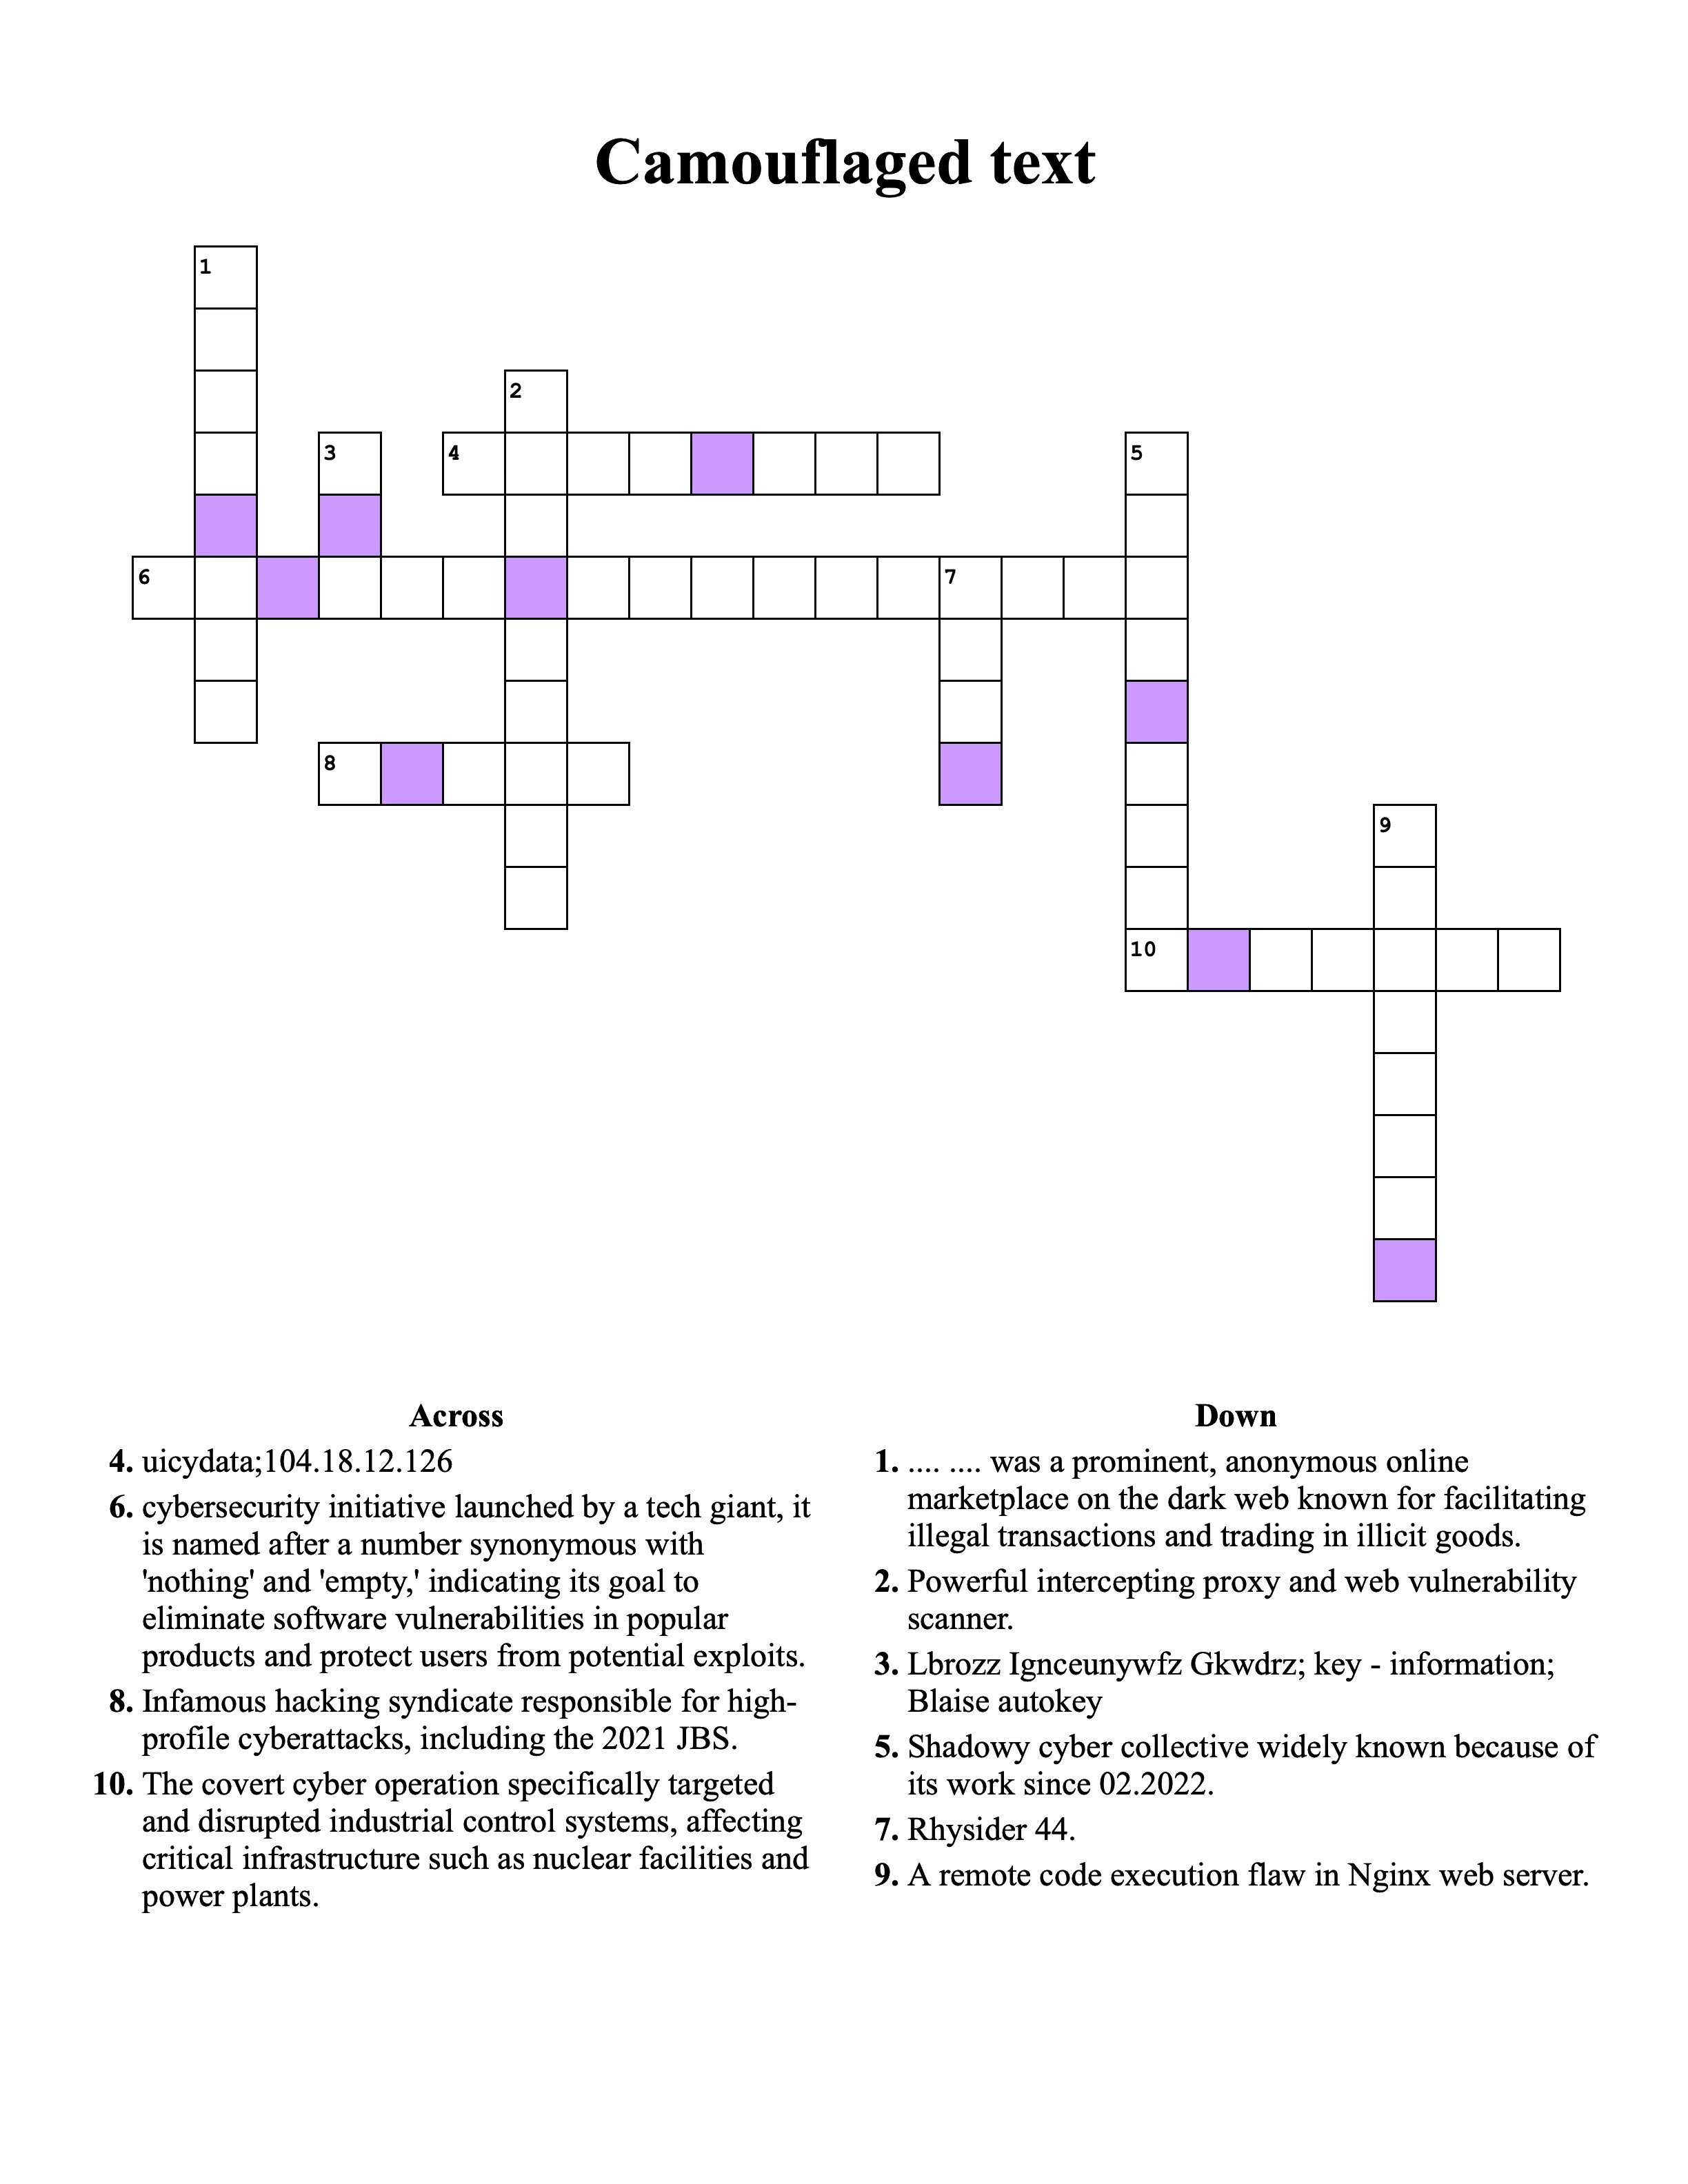 Camouflaged text
1
2
3
4
5
6
7
8
9
10
Across
4. uicydata;104.18.12.126
6. cybersecurity initiative launched by a tech giant, it
is named after a number synonymous with
'nothing' and 'empty,' indicating its goal to
eliminate software vulnerabilities in popular
products and protect users from potential exploits.
8. Infamous hacking syndicate responsible for high-
profile cyberattacks, including the 2021 JBS.
10. The covert cyber operation specifically targeted
and disrupted industrial control systems, affecting
critical infrastructure such as nuclear facilities and
power plants.
Down
1. .... .... was a prominent, anonymous online
marketplace on the dark web known for facilitating
illegal transactions and trading in illicit goods.
2. Powerful intercepting proxy and web vulnerability
scanner.
3. Lbrozz Ignceunywfz Gkwdrz; key - information;
Blaise autokey
5. Shadowy cyber collective widely known because of
its work since 02.2022.
7. Rhysider 44.
9. A remote code execution flaw in Nginx web server.